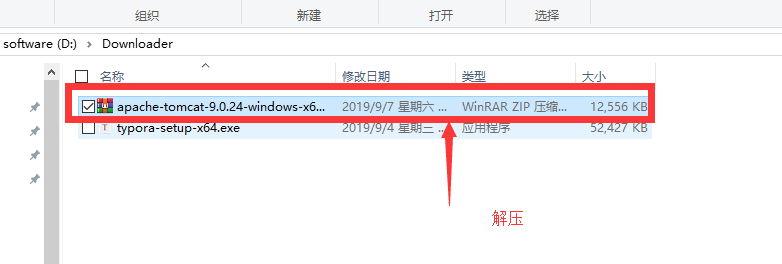 组织 新建 打开 选择
software (D:) > Downloader
名称 修改日期 类型 大小
apache-tomcat-9.0.24-windows-x6... 2019/9/7 星期六 ... WinRAR ZIP 压缩... 12,556 KB
typora-setup-x64.exe 2019/9/4 星期三 ... 应用程序 52,427 KB
解压